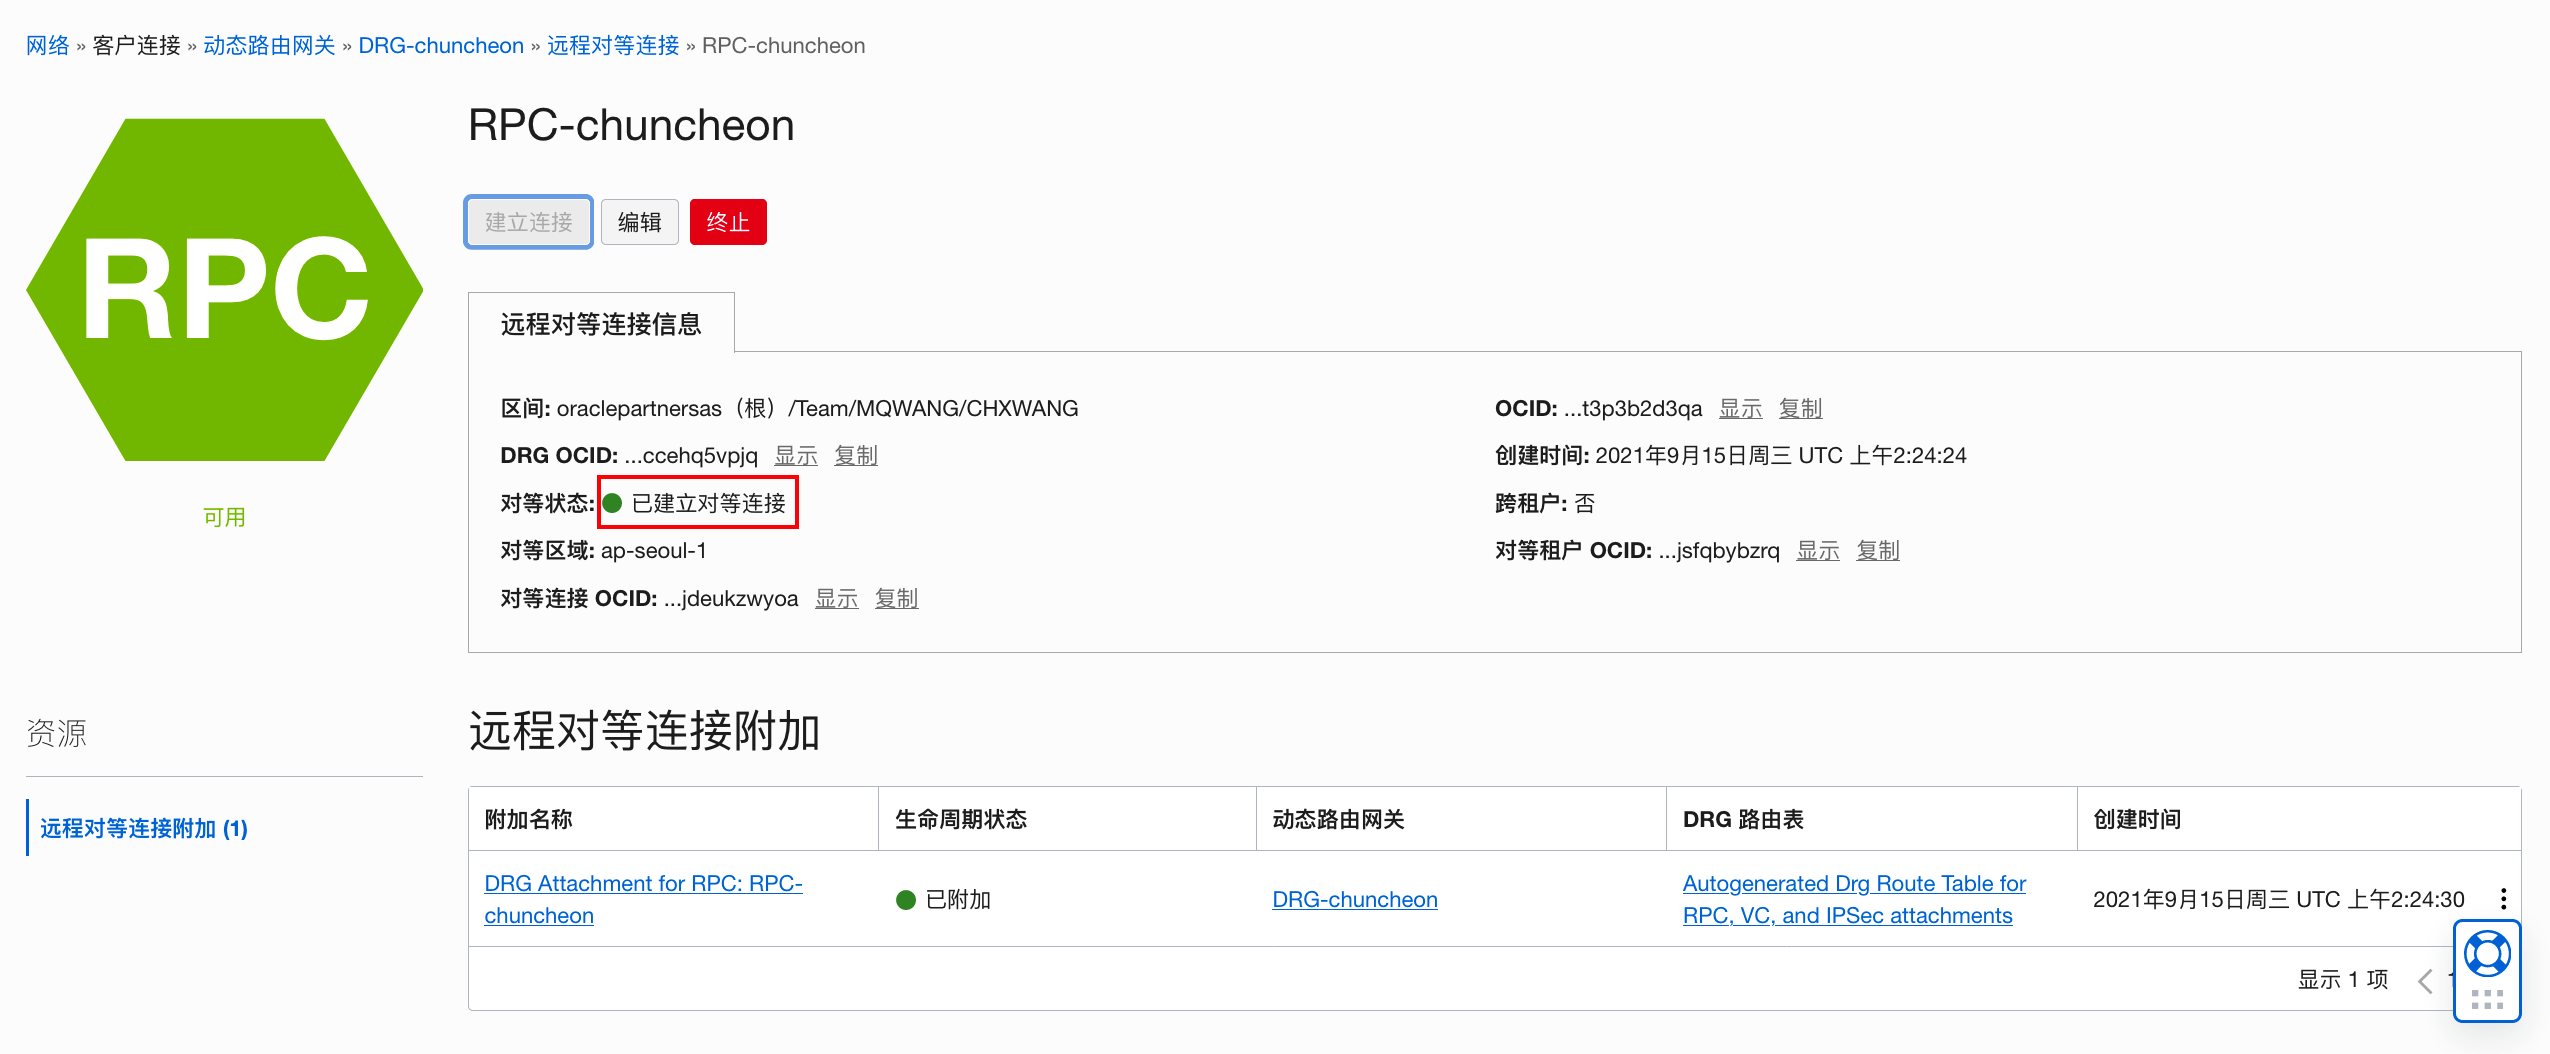 网络 » 客户连接 » 动态路由网关 » DRG-chuncheon » 远程对等连接 » RPC-chuncheon
RPC
可用
RPC-chuncheon
建立连接 编辑 终止
远程对等连接信息
区间: oraclepartnersas（根）/Team/MQWANG/CHXWANG
DRG OCID: ...ccehq5vpjq 显示 复制
对等状态: 已建立对等连接
对等区域: ap-seoul-1
对等连接 OCID: ...jdeukzwyoa 显示 复制
OCID: ...t3p3b2d3qa 显示 复制
创建时间: 2021年9月15日周三 UTC 上午2:24:24
跨租户: 否
对等租户 OCID: ...jsfqbybzrq 显示 复制
资源
远程对等连接附加 (1)
远程对等连接附加
附加名称 生命周期状态 动态路由网关 DRG 路由表 创建时间
DRG Attachment for RPC: RPC-
chuncheon
已附加
DRG-chuncheon
Autogenerated Drg Route Table for
RPC, VC, and IPSec attachments
2021年9月15日周三 UTC 上午2:24:30
显示 1 项